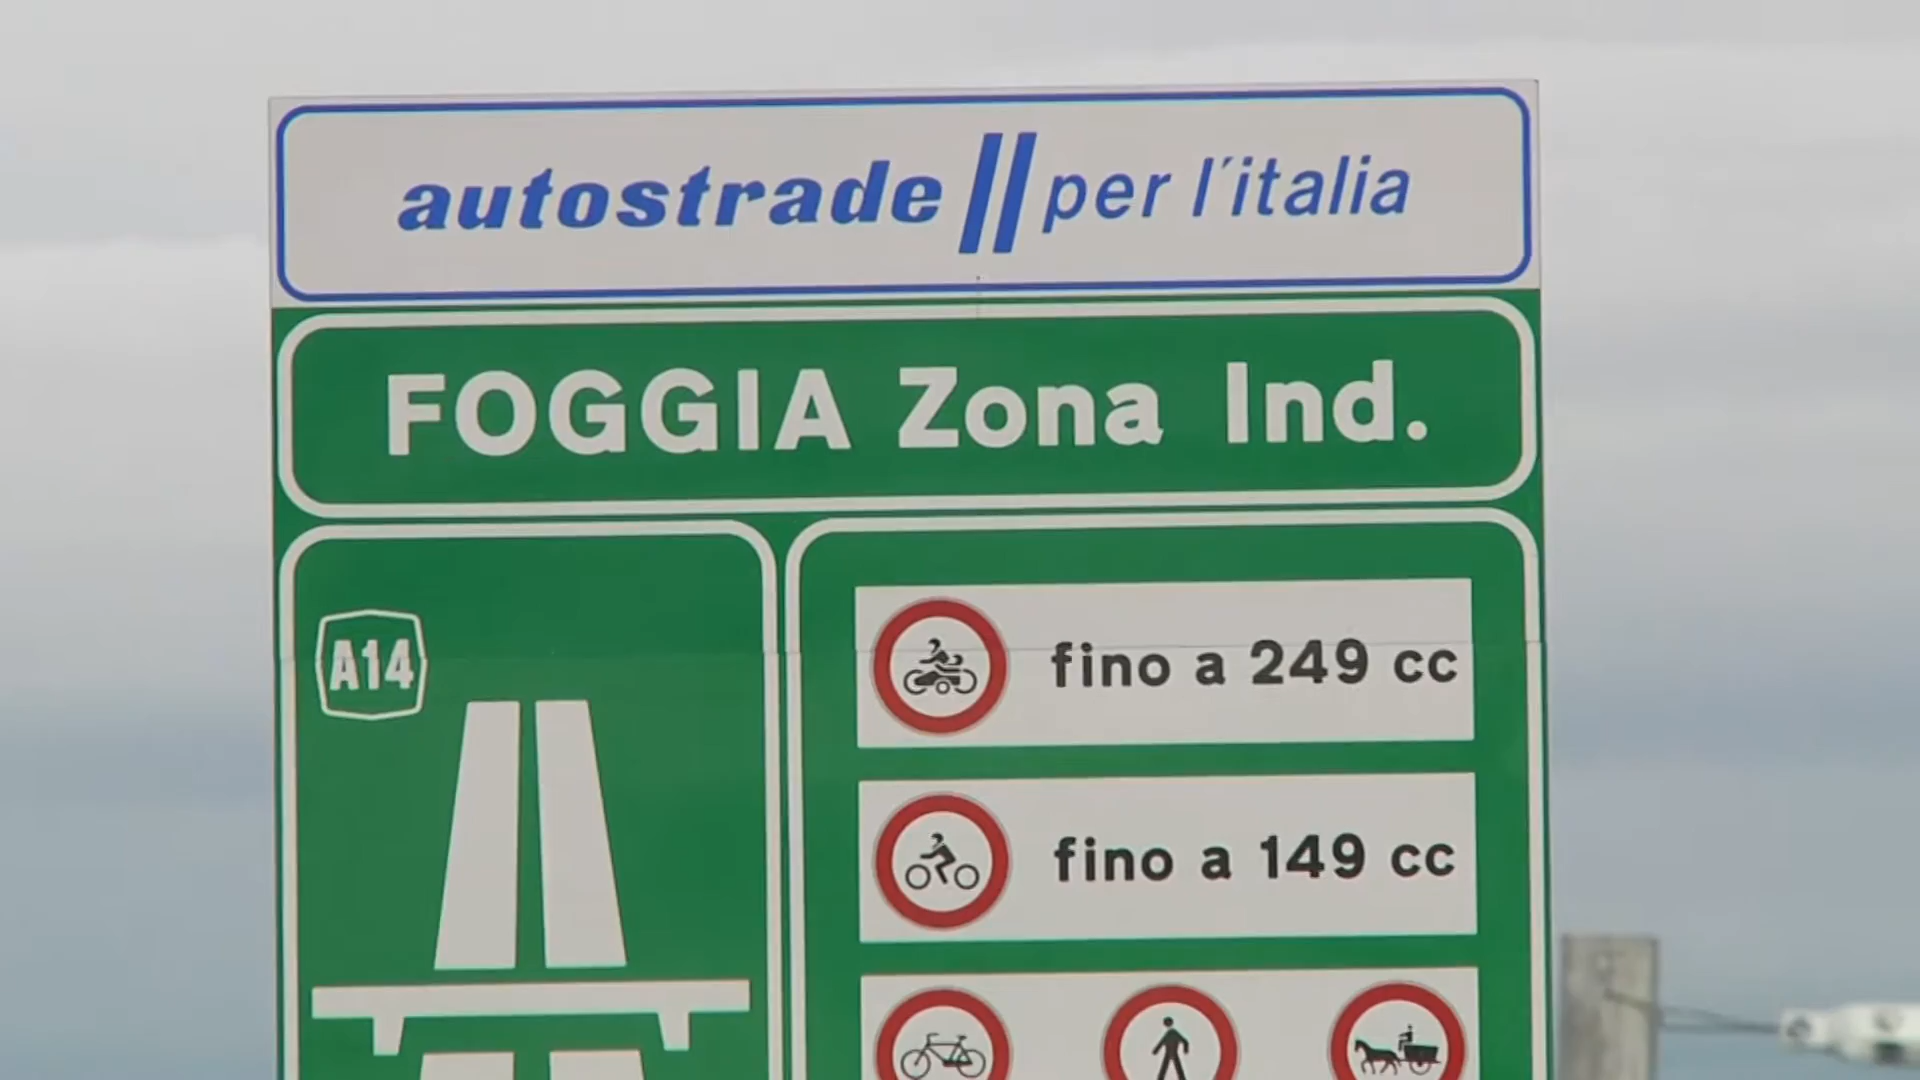 autostrade // per l'italia
FOGGIA Zona Ind.
A14
fino a 249 cc
fino a 149 cc